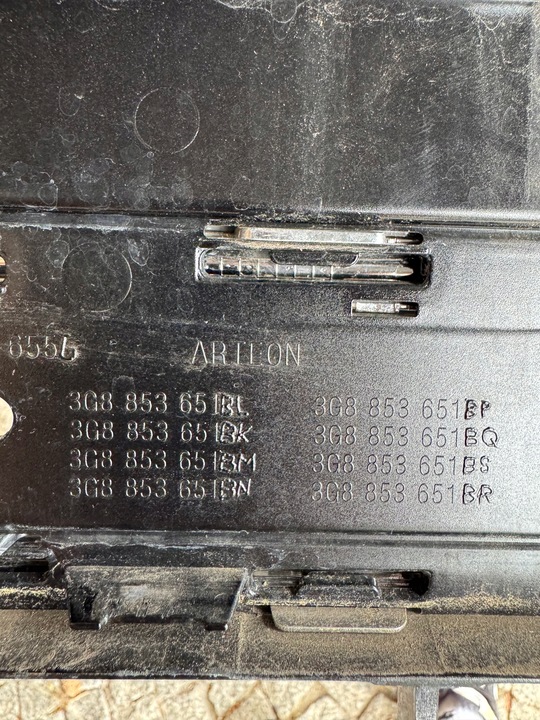 6556 ARTEON
3G8 853 651BL 3G8 853 651BP
3G8 853 651BK 3G8 853 651BQ
3G8 853 651BM 3G8 853 651BS
3G8 853 651BN 3G8 853 651BR